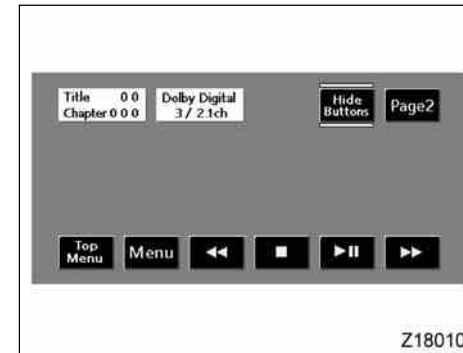 Title 0 0
Chapter 0 0 0
Dolby Digital
3 / 2.1ch
Hide
Buttons
Page2
Top
Menu
Menu
Z18010